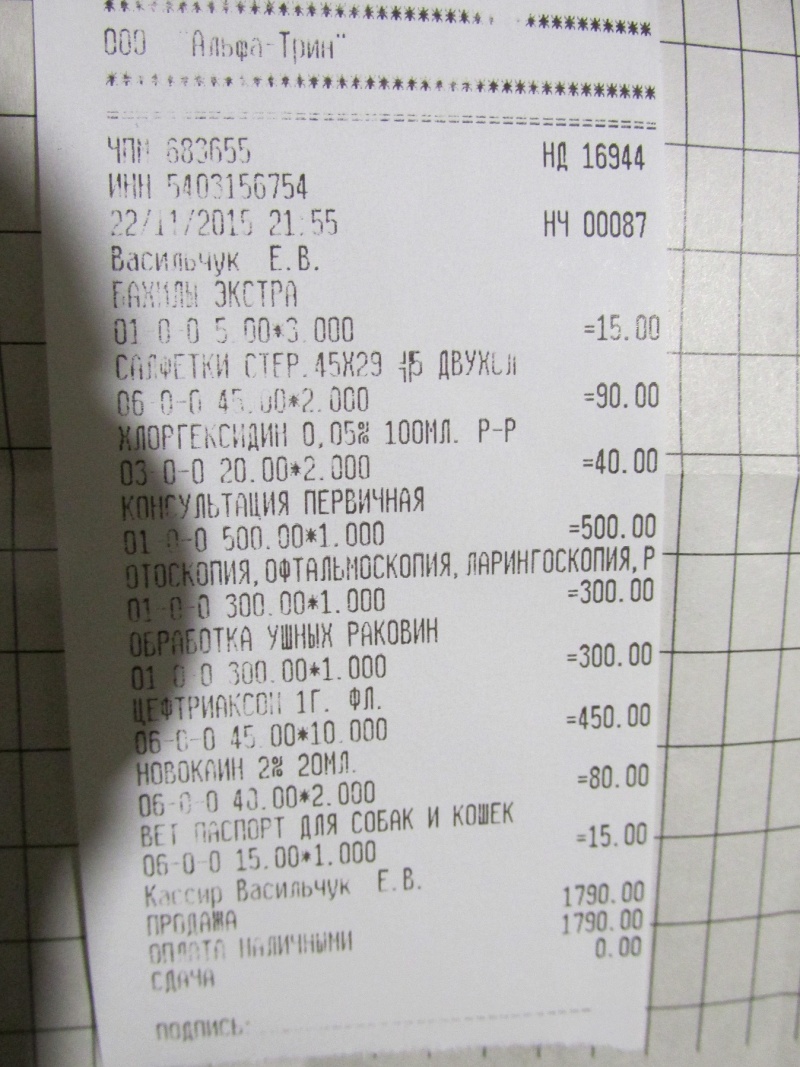 ****************************************
ООО "Альфа-Трин"
****************************************
========================================
ЧПМ 683655 НД 16944
ИНН 5403156754
22/11/2015 21:55 НЧ 00087
Васильчук Е.В.
БАХИЛЫ ЭКСТРА
01-0-0 5.00*3.000 =15.00
САЛФЕТКИ СТЕР.45Х29 ДВУХСЛ
06-0-0 45.00*2.000 =90.00
ХЛОРГЕКСИДИН 0,05% 100МЛ. Р-Р
03-0-0 20.00*2.000 =40.00
КОНСУЛЬТАЦИЯ ПЕРВИЧНАЯ
01-0-0 500.00*1.000 =500.00
ОТОСКОПИЯ,ОФТАЛЬМОСКОПИЯ,ЛАРИНГОСКОПИЯ,Р
01-0-0 300.00*1.000 =300.00
ОБРАБОТКА УШНЫХ РАКОВИН
01-0-0 300.00*1.000 =300.00
ЦЕФТРИАКСОН 1Г. ФЛ.
06-0-0 45.00*10.000 =450.00
НОВОКАИН 2% 20МЛ.
06-0-0 40.00*2.000 =80.00
ВЕТ ПАСПОРТ ДЛЯ СОБАК И КОШЕК
06-0-0 15.00*1.000 =15.00
Кассир Васильчук Е.В.
ПРОДАЖА 1790.00
ОПЛАТА НАЛИЧНЫМИ 1790.00
СДАЧА 0.00
ПОДПИСЬ: